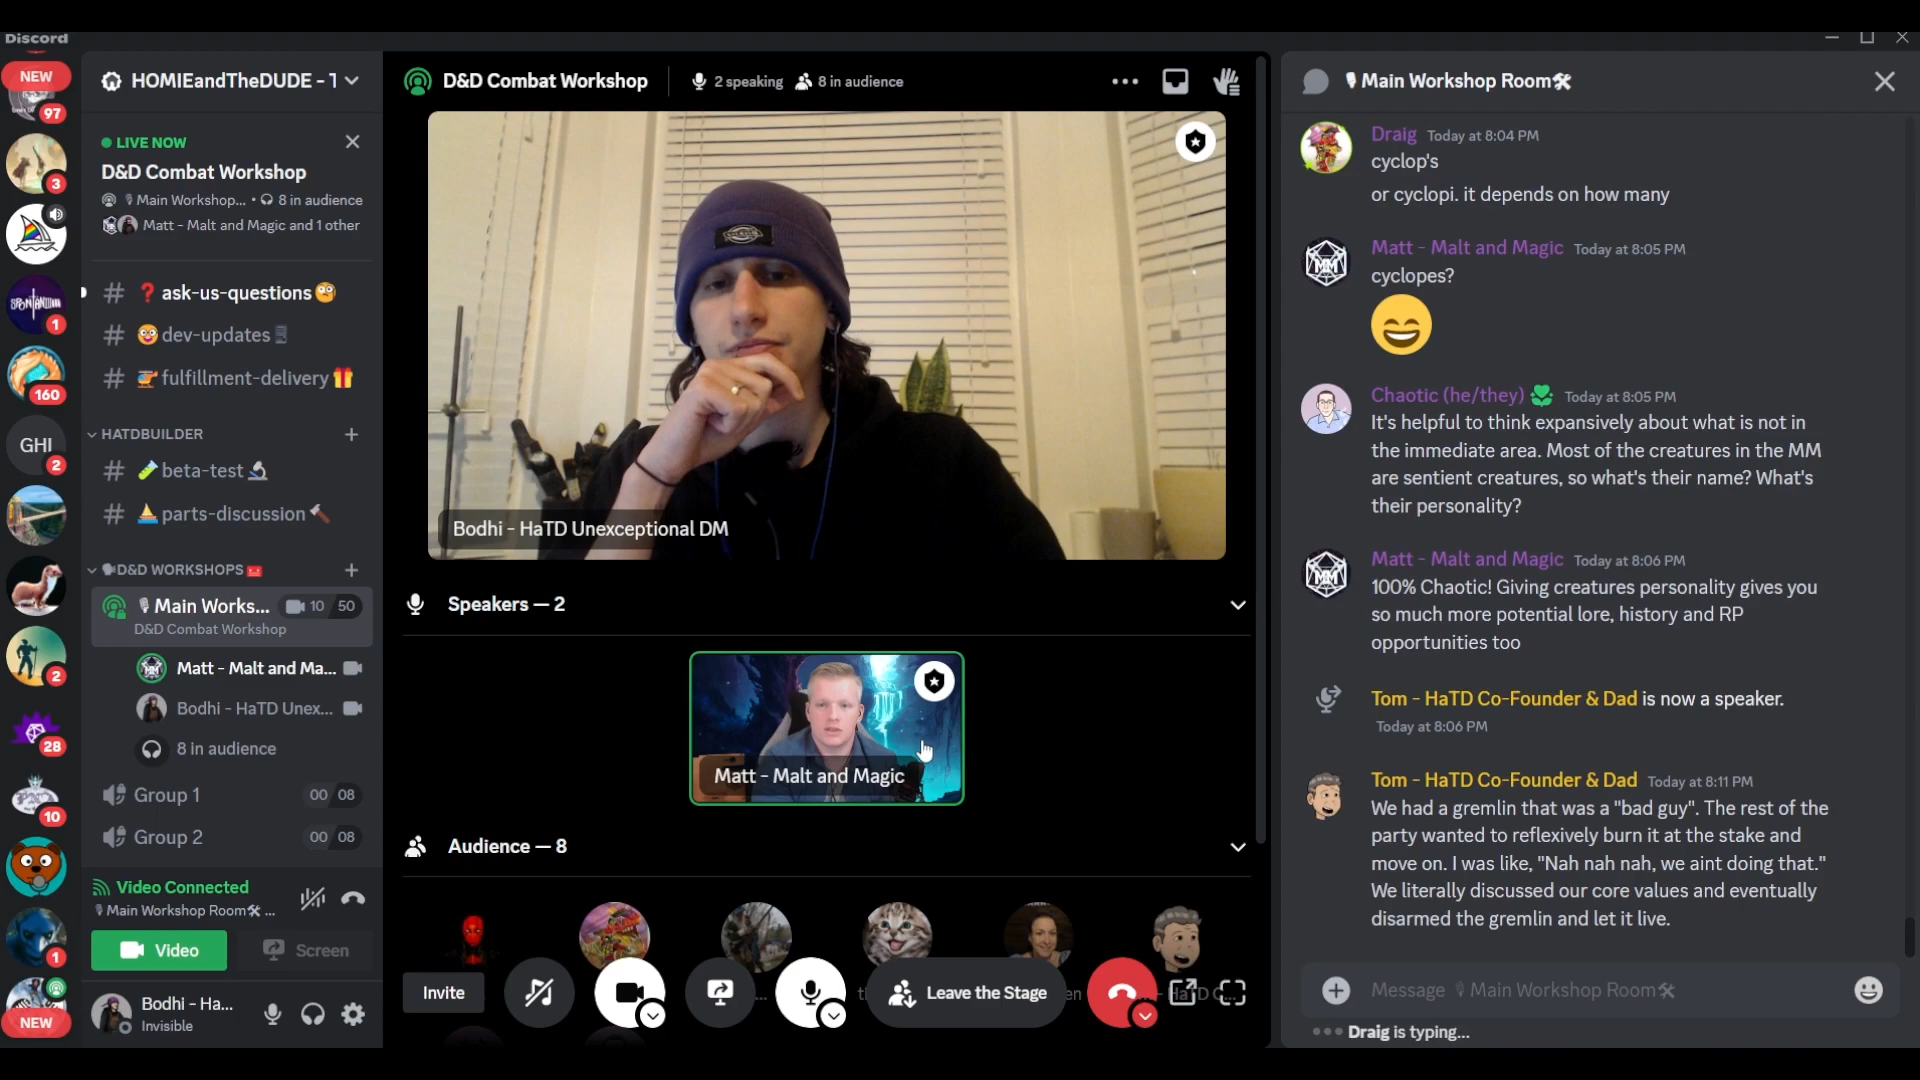 Discord
NEW
97
3
1
160
GHI
2
2
28
10
1
NEW
HOMIEandTheDUDE - T
LIVE NOW
D&D Combat Workshop
Main Workshop... • 8 in audience
Matt - Malt and Magic and 1 other
# ❓ask-us-questions🧐
# dev-updates
# fulfillment-delivery🎁
HATDBUILDER
# 🧪beta-test🔬
# ⛵parts-discussion🔨
D&D WORKSHOPS
Main Works... 10 50
D&D Combat Workshop
Matt - Malt and Ma...
Bodhi - HaTD Unex...
8 in audience
Group 1 00 08
Group 2 00 08
Video Connected
Main Workshop Room🛠 ...
Video Screen
Bodhi - Ha...
Invisible
D&D Combat Workshop 2 speaking 8 in audience
Bodhi - HaTD Unexceptional DM
Speakers — 2
Matt - Malt and Magic
Audience — 8
Invite
Leave the Stage
Main Workshop Room🛠
Draig Today at 8:04 PM
cyclop's
or cyclopi. it depends on how many
Matt - Malt and Magic Today at 8:05 PM
cyclopes?
😄
Chaotic (he/they) Today at 8:05 PM
It's helpful to think expansively about what is not in
the immediate area. Most of the creatures in the MM
are sentient creatures, so what's their name? What's
their personality?
Matt - Malt and Magic Today at 8:06 PM
100% Chaotic! Giving creatures personality gives you
so much more potential lore, history and RP
opportunities too
Tom - HaTD Co-Founder & Dad is now a speaker.
Today at 8:06 PM
Tom - HaTD Co-Founder & Dad Today at 8:11 PM
We had a gremlin that was a "bad guy". The rest of the
party wanted to reflexively burn it at the stake and
move on. I was like, "Nah nah nah, we aint doing that."
We literally discussed our core values and eventually
disarmed the gremlin and let it live.
Message Main Workshop Room🛠
Draig is typing...